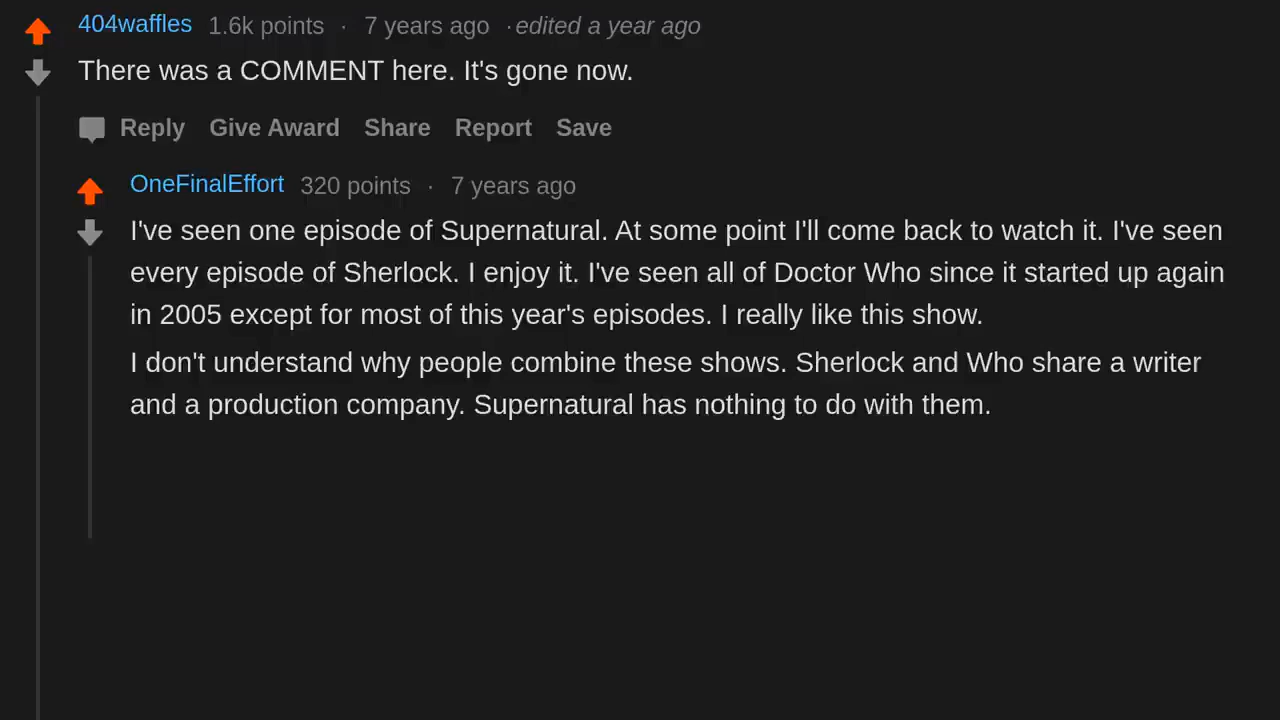 404waffles 1.6k points · 7 years ago · edited a year ago
There was a COMMENT here. It's gone now.
Reply Give Award Share Report Save
OneFinalEffort 320 points · 7 years ago
I've seen one episode of Supernatural. At some point I'll come back to watch it. I've seen
every episode of Sherlock. I enjoy it. I've seen all of Doctor Who since it started up again
in 2005 except for most of this year's episodes. I really like this show.
I don't understand why people combine these shows. Sherlock and Who share a writer
and a production company. Supernatural has nothing to do with them.